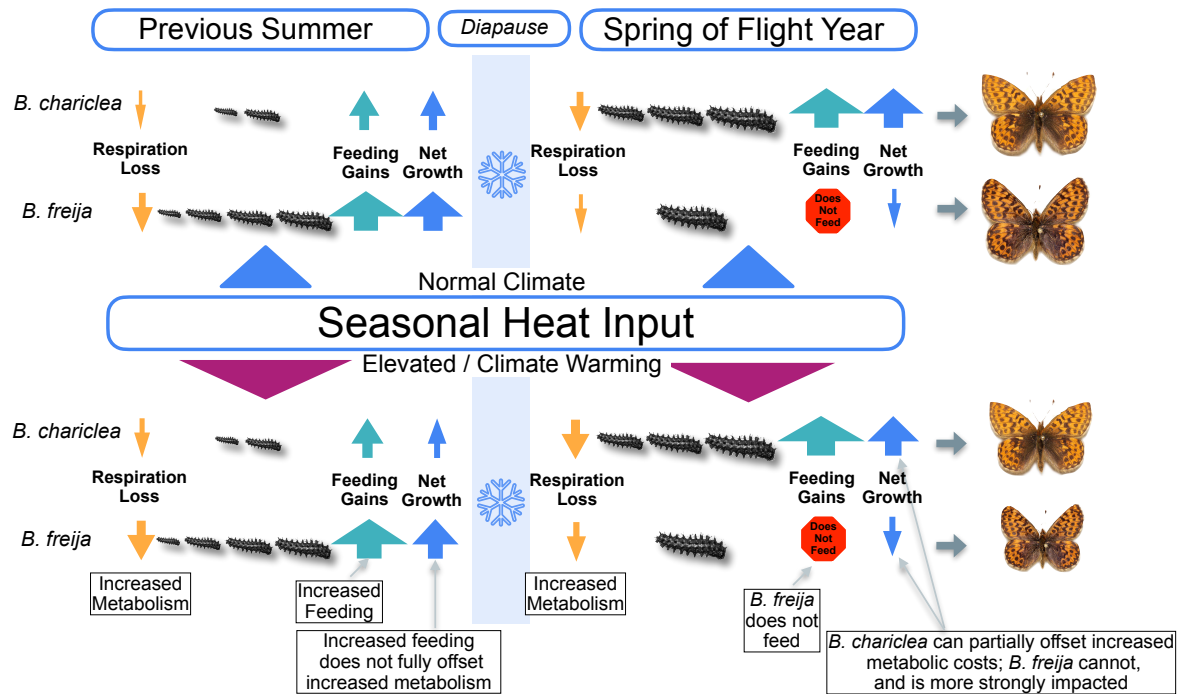 Previous Summer
Diapause
Spring of Flight Year
B. chariclea
Respiration
Loss
Feeding
Gains
Net
Growth
Respiration
Loss
Feeding
Gains
Net
Growth
B. freija
Does
Not
Feed
Normal Climate
Seasonal Heat Input
Elevated / Climate Warming
B. chariclea
Respiration
Loss
Feeding
Gains
Net
Growth
Respiration
Loss
Feeding
Gains
Net
Growth
B. freija
Does
Not
Feed
Increased
Metabolism
Increased
Feeding
Increased feeding
does not fully offset
increased metabolism
Increased
Metabolism
B. freija
does not
feed
B. chariclea can partially offset increased
metabolic costs; B. freija cannot,
and is more strongly impacted